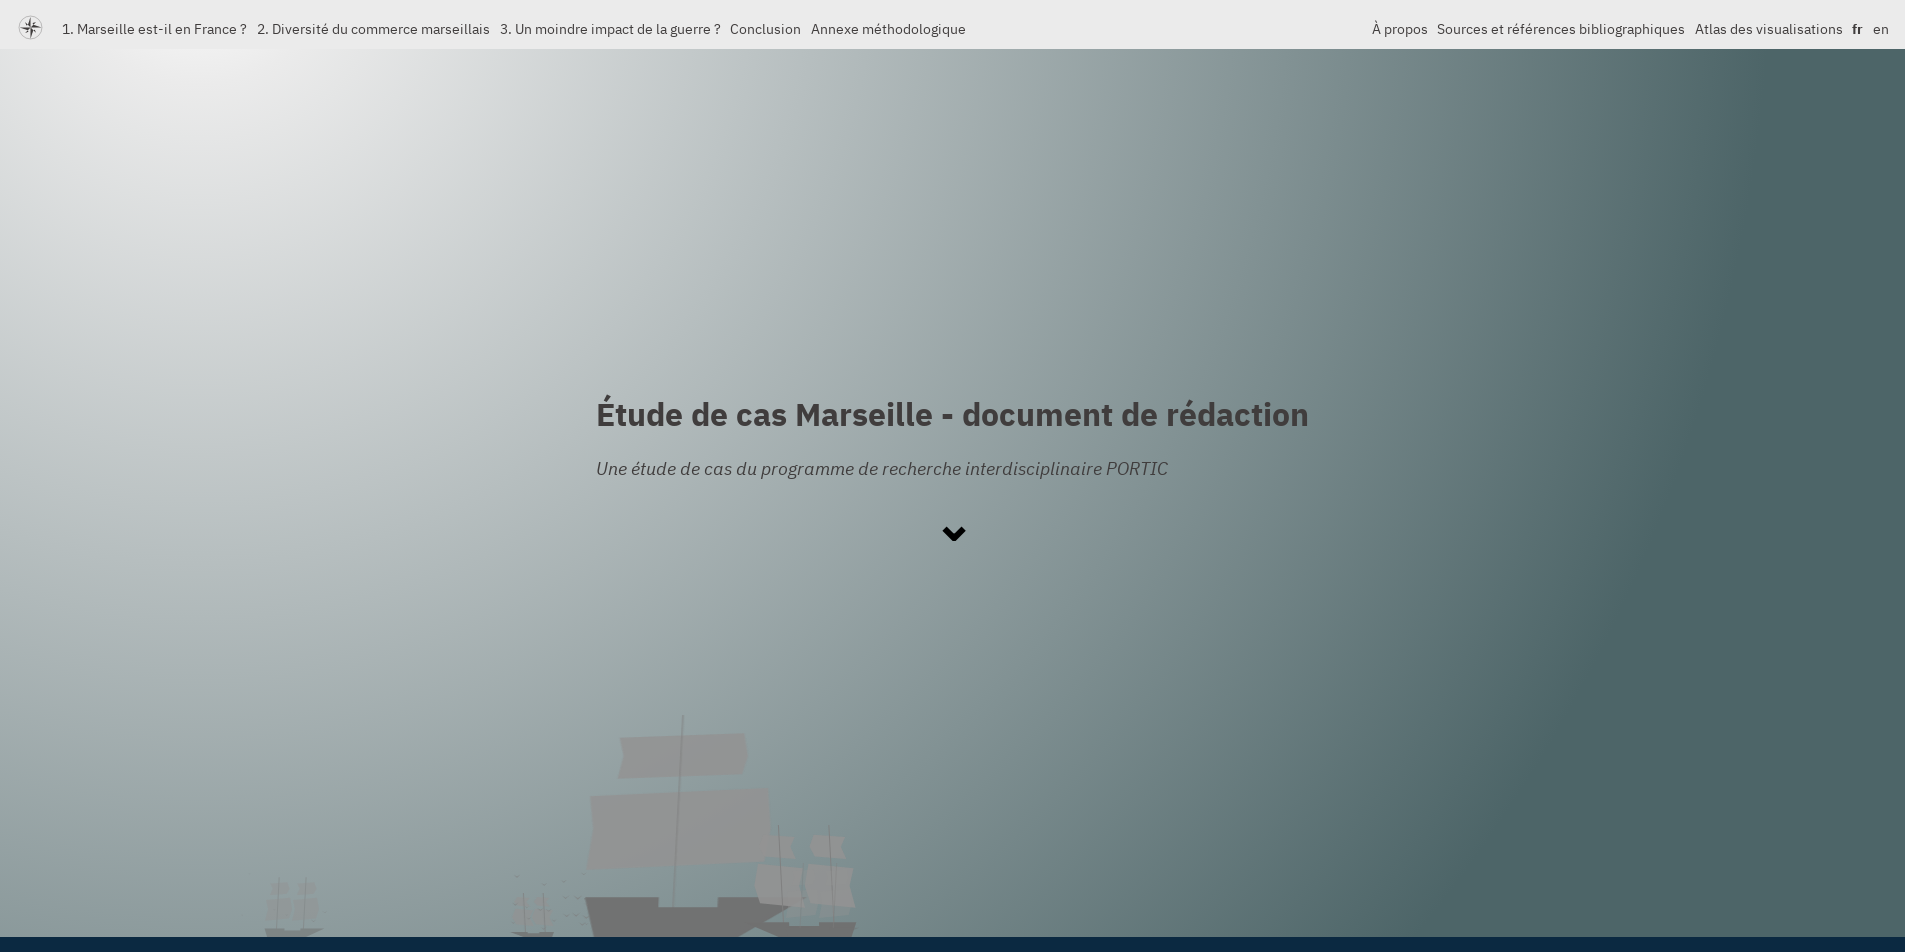 1. Marseille est-il en France ? 2. Diversité du commerce marseillais 3. Un moindre impact de la guerre ? Conclusion Annexe méthodologique À propos Sources et références bibliographiques Atlas des visualisations fr en
Étude de cas Marseille - document de rédaction
Une étude de cas du programme de recherche interdisciplinaire PORTIC